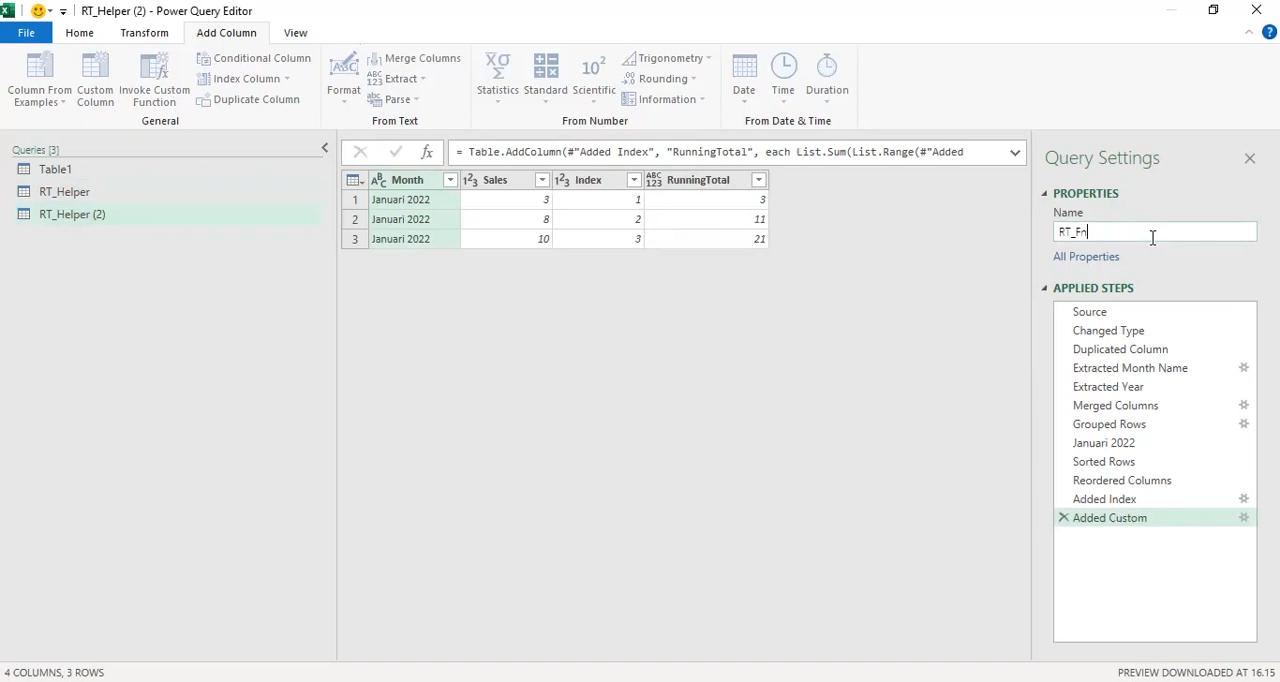 RT_Helper (2) - Power Query Editor
File Home Transform Add Column View
Column From Examples
Custom Column
Invoke Custom Function
Conditional Column
Index Column
Duplicate Column
General
Format
Merge Columns
ABC 123 Extract
abc Parse
From Text
Statistics
Standard
10² Scientific
Trigonometry
Rounding
Information
From Number
Date
Time
Duration
From Date & Time
Queries [3]
Table1
RT_Helper
RT_Helper (2)
fx = Table.AddColumn(#"Added Index", "RunningTotal", each List.Sum(List.Range(#"Added
Month Sales Index RunningTotal
1 Januari 2022 3 1 3
2 Januari 2022 8 2 11
3 Januari 2022 10 3 21
Query Settings
PROPERTIES
Name
RT_Fn
All Properties
APPLIED STEPS
Source
Changed Type
Duplicated Column
Extracted Month Name
Extracted Year
Merged Columns
Grouped Rows
Januari 2022
Sorted Rows
Reordered Columns
Added Index
Added Custom
4 COLUMNS, 3 ROWS
PREVIEW DOWNLOADED AT 16.15